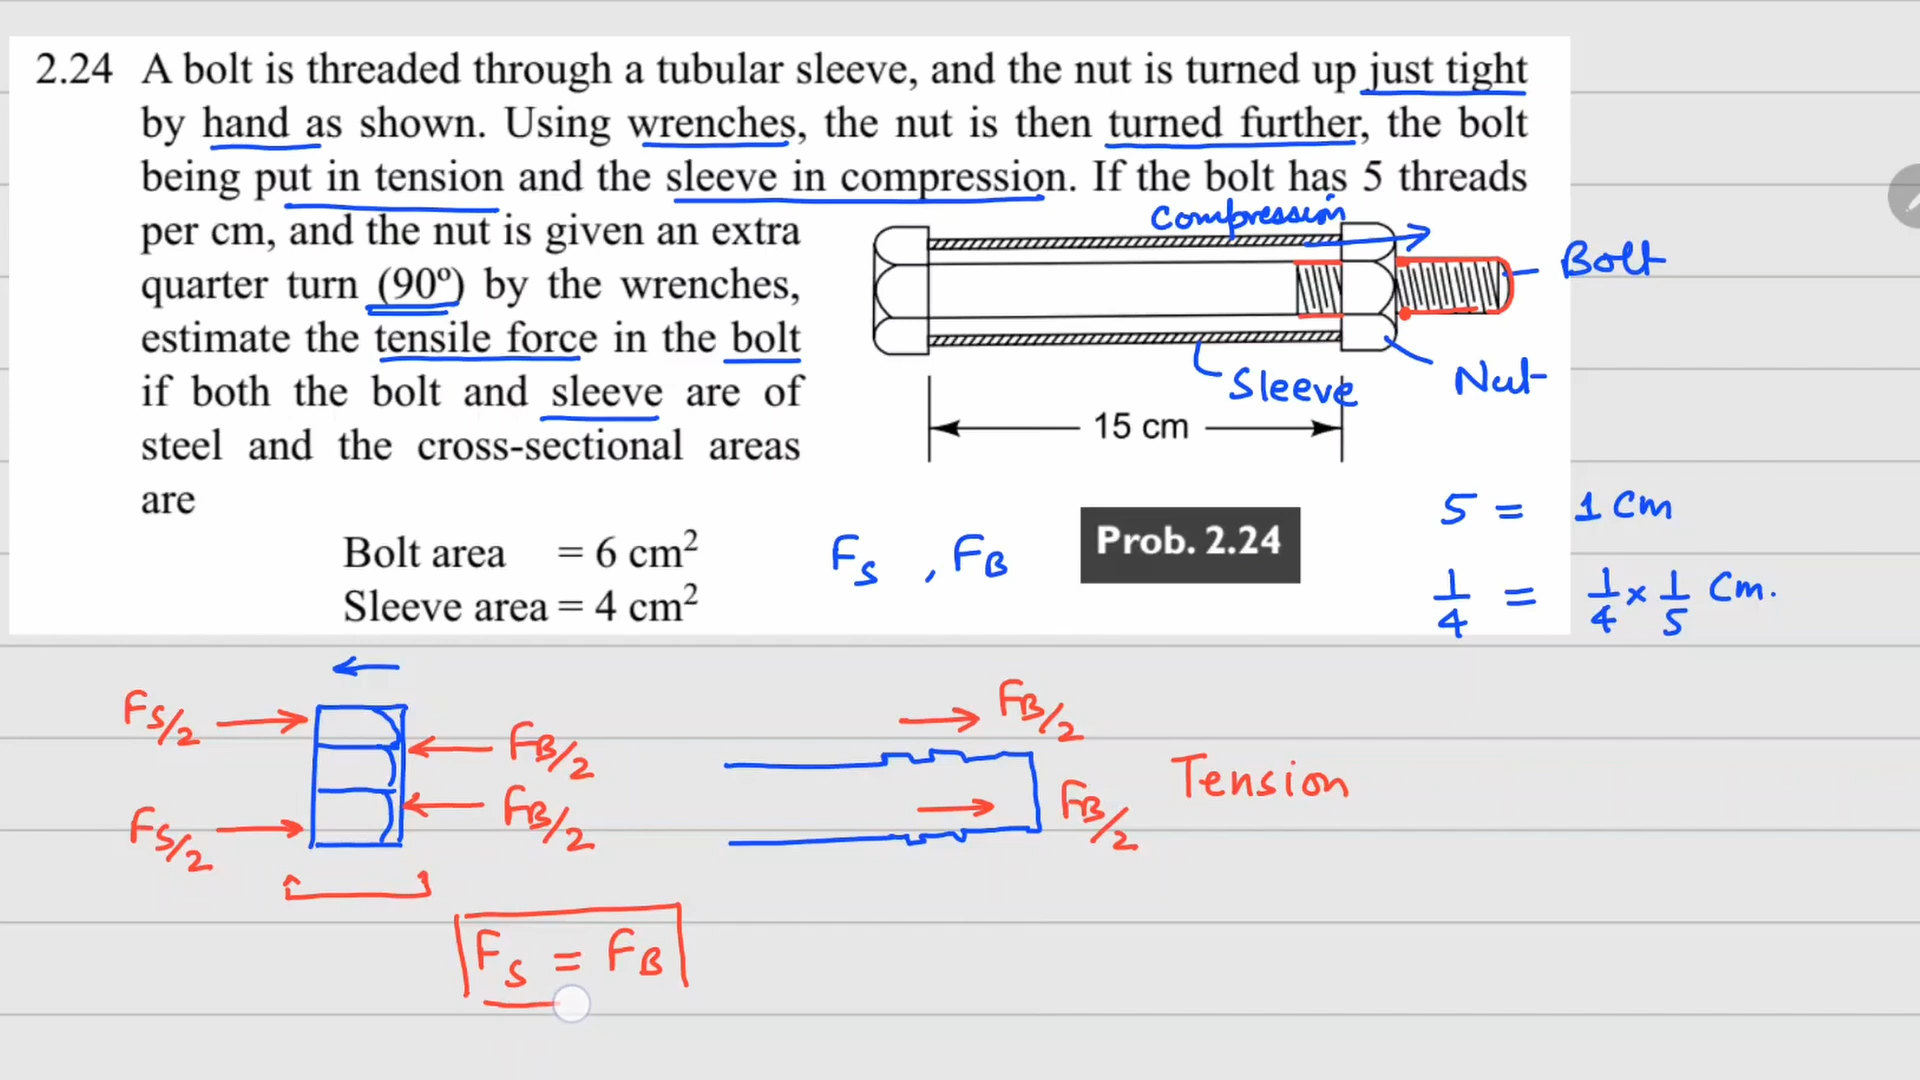 2.24 A bolt is threaded through a tubular sleeve, and the nut is turned up just tight
by hand as shown. Using wrenches, the nut is then turned further, the bolt
being put in tension and the sleeve in compression. If the bolt has 5 threads
per cm, and the nut is given an extra
quarter turn (90º) by the wrenches,
estimate the tensile force in the bolt
if both the bolt and sleeve are of
steel and the cross-sectional areas
are
Bolt area = 6 cm²
Sleeve area = 4 cm²
Compression
Bolt
Sleeve
Nut
15 cm
Prob. 2.24
Fs , FB
5 = 1 Cm
1/4 = 1/4 × 1/5 Cm.
Fs/2
FB/2
FB/2
Fs/2
FB/2
FB/2
Tension
Fs = FB